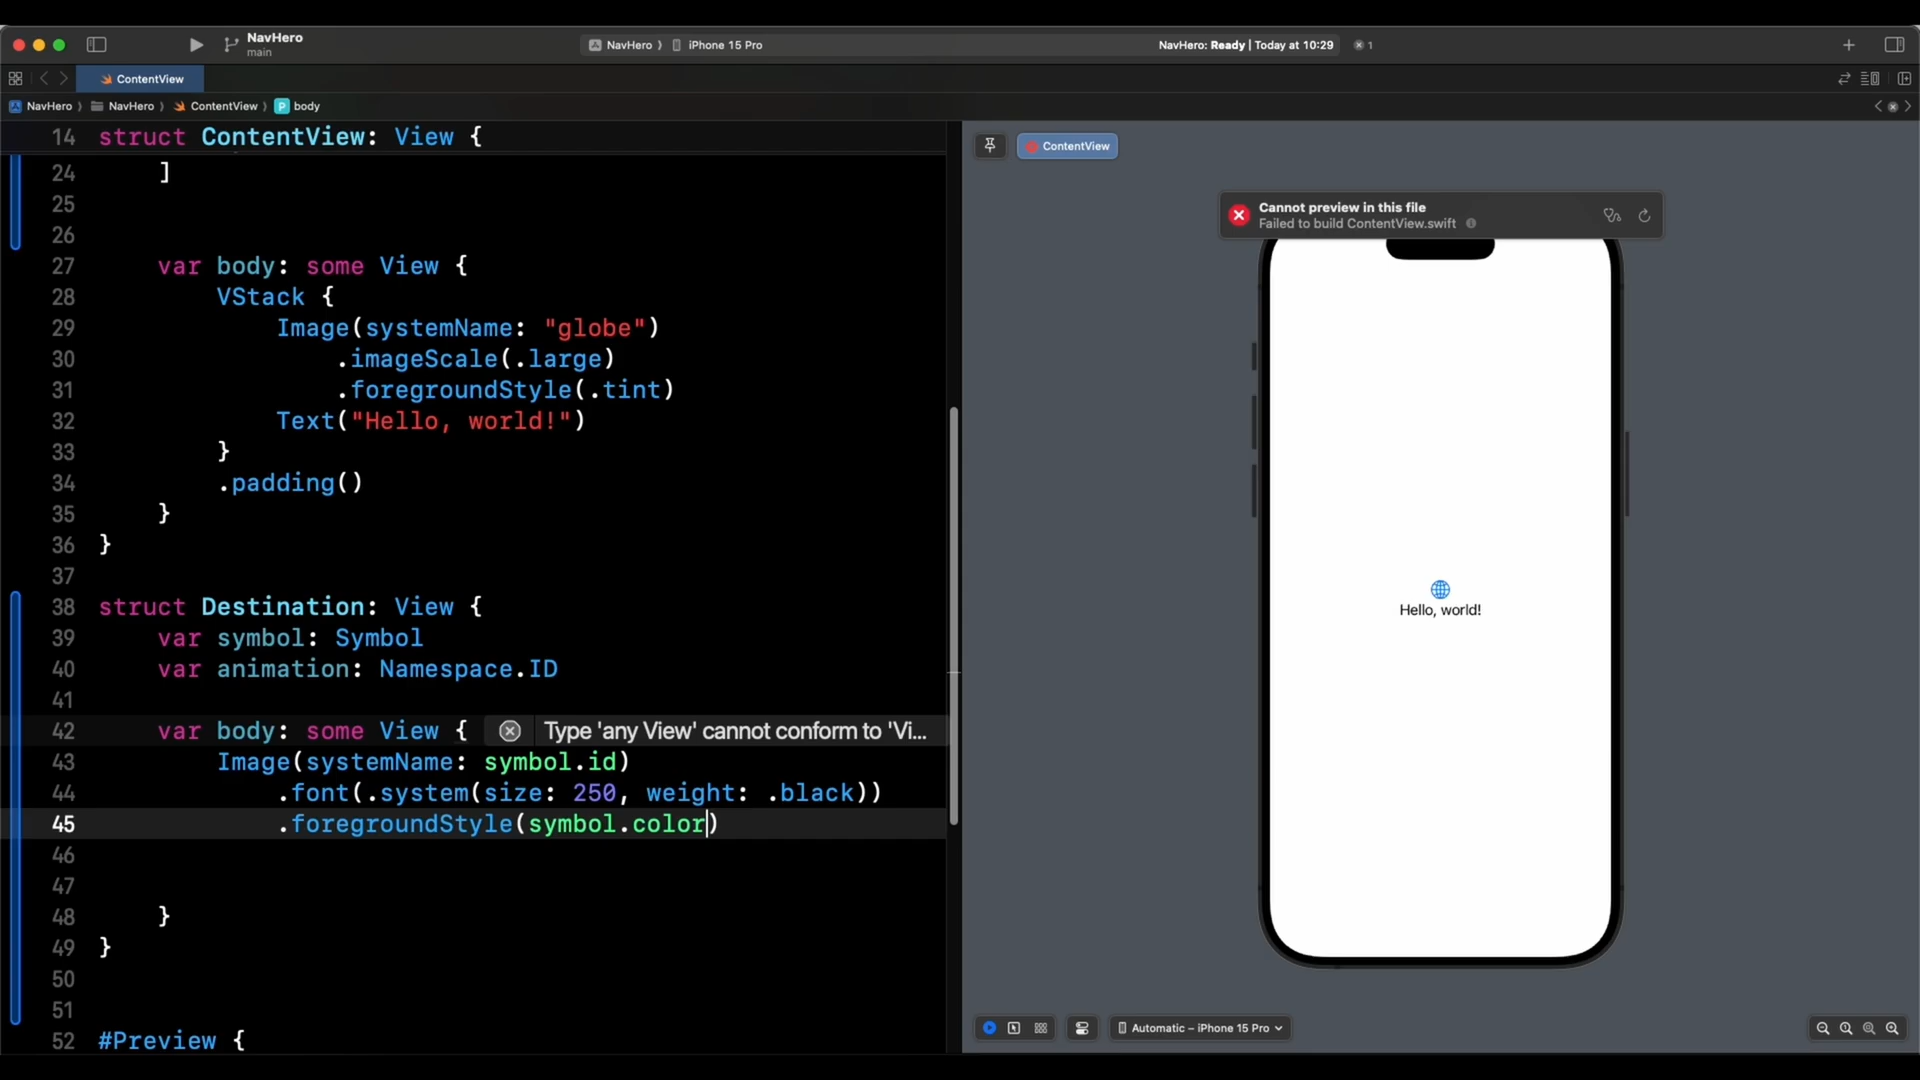 NavHero
main
NavHero
iPhone 15 Pro
NavHero: Ready | Today at 10:29
1
ContentView
NavHero
NavHero
ContentView
P
body
14 struct ContentView: View {
24 ]
25
26
27 var body: some View {
28 VStack {
29 Image(systemName: "globe")
30 .imageScale(.large)
31 .foregroundStyle(.tint)
32 Text("Hello, world!")
33 }
34 .padding()
35 }
36 }
37
38 struct Destination: View {
39 var symbol: Symbol
40 var animation: Namespace.ID
41
42 var body: some View {
Type 'any View' cannot conform to 'Vi...
43 Image(systemName: symbol.id)
44 .font(.system(size: 250, weight: .black))
45 .foregroundStyle(symbol.color)
46
47
48 }
49 }
50
51
52 #Preview {
ContentView
Cannot preview in this file
Failed to build ContentView.swift
Hello, world!
Automatic – iPhone 15 Pro